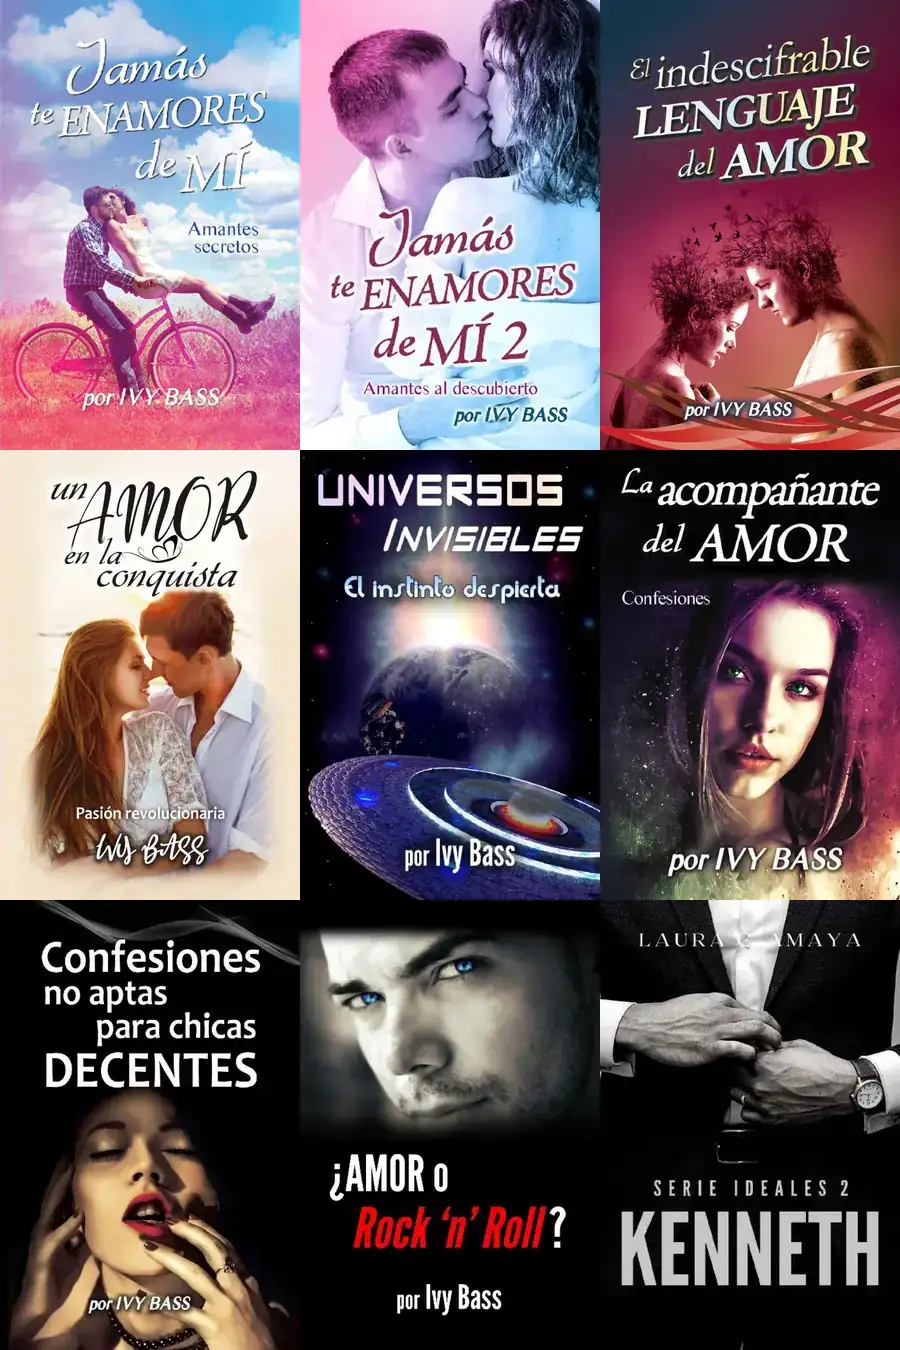 Jamás
te ENAMORES
de MÍ
Amantes
secretos
por IVY BASS
Jamás
te ENAMORES
de MÍ 2
Amantes al descubierto
por IVY BASS
El indescifrable
LENGUAJE
del AMOR
por IVY BASS
un AMOR
en la
conquista
Pasión revolucionaria
IVY BASS
UNIVERSOS
INVISIBLES
El instinto despierta
por Ivy Bass
La acompañante
del AMOR
Confesiones
por IVY BASS
Confesiones
no aptas
para chicas
DECENTES
por IVY BASS
¿AMOR o
Rock 'n' Roll?
por Ivy Bass
LAURA AMAYA
SERIE IDEALES 2
KENNETH